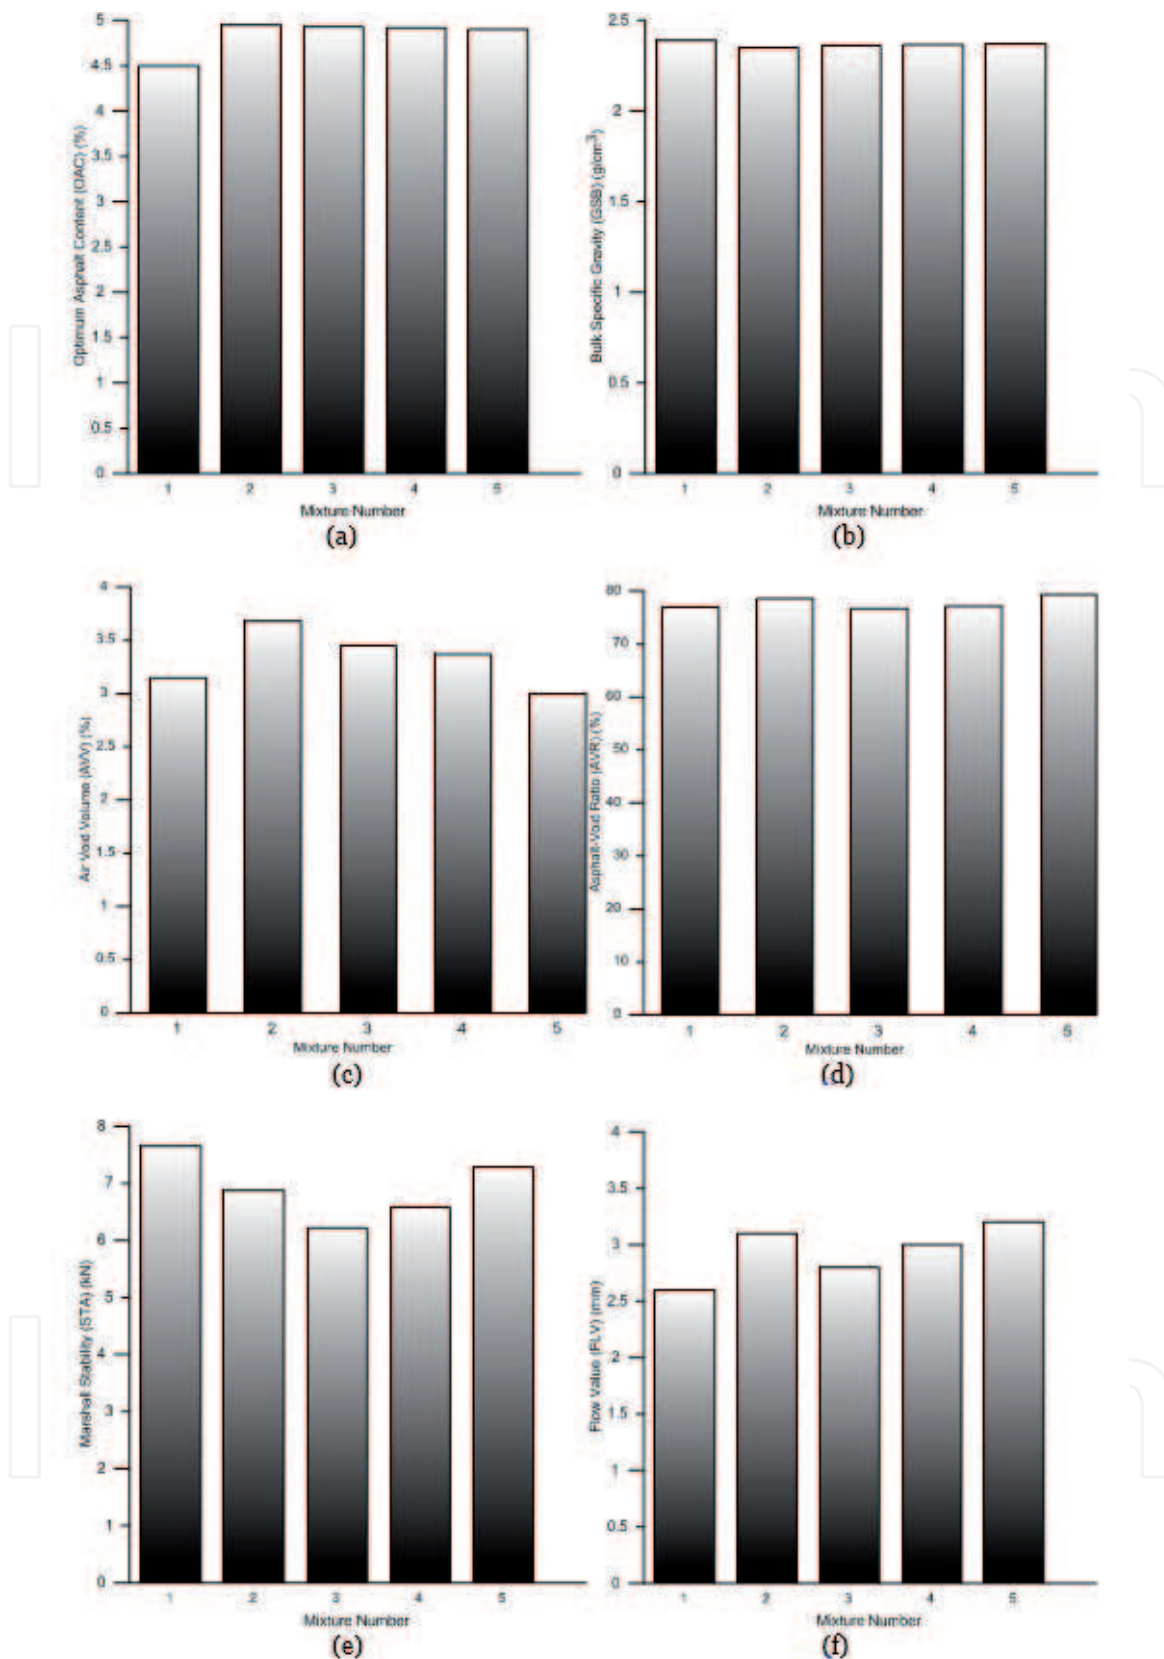 5
4.5
4
3.5
3
2.5
2
1.5
1
0.5
0
Optimum Asphalt Content (OAC) (%)
1 2 3 4 5
Mixture Number
(a)
2.5
2
1.5
1
0.5
0
Bulk Specific Gravity (GSB) (g/cm-3)
1 2 3 4 5
Mixture Number
(b)
4
3.5
3
2.5
2
1.5
1
0.5
0
Air Void Volume (AVV) (%)
1 2 3 4 5
Mixture Number
(c)
80
70
60
50
40
30
20
10
0
Asphalt-Void Ratio (AVR) (%)
1 2 3 4 5
Mixture Number
(d)
8
7
6
5
4
3
2
1
0
Marshall Stability (STA) (kN)
1 2 3 4 5
Mixture Number
(e)
4
3.5
3
2.5
2
1.5
1
0.5
0
Flow Value (FLV) (mm)
1 2 3 4 5
Mixture Number
(f)